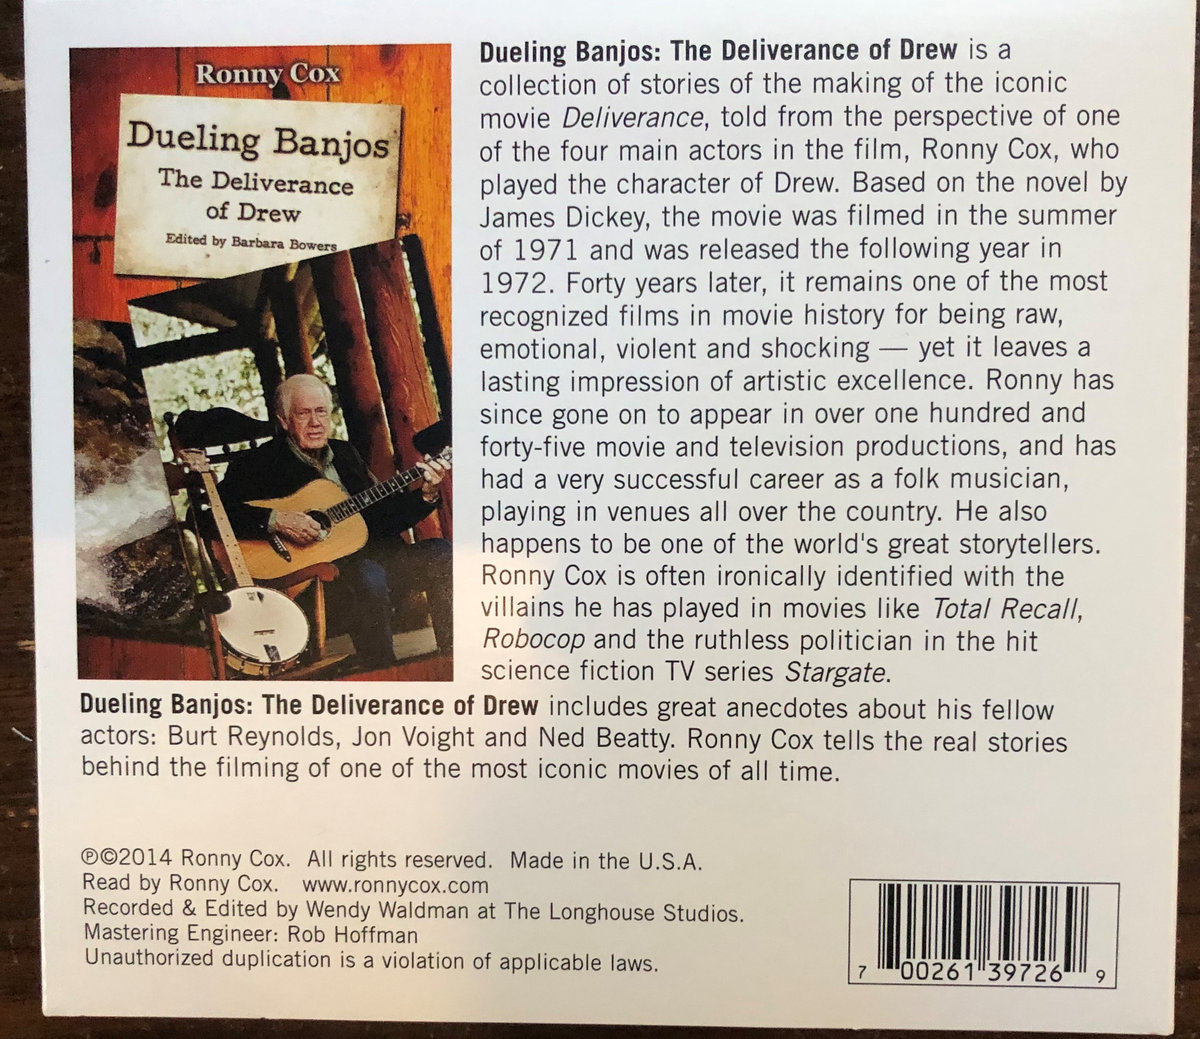 Ronny Cox
Dueling Banjos
The Deliverance
of Drew
Edited by Barbara Bowers
Dueling Banjos: The Deliverance of Drew is a
collection of stories of the making of the iconic
movie Deliverance, told from the perspective of one
of the four main actors in the film, Ronny Cox, who
played the character of Drew. Based on the novel by
James Dickey, the movie was filmed in the summer
of 1971 and was released the following year in
1972. Forty years later, it remains one of the most
recognized films in movie history for being raw,
emotional, violent and shocking — yet it leaves a
lasting impression of artistic excellence. Ronny has
since gone on to appear in over one hundred and
forty-five movie and television productions, and has
had a very successful career as a folk musician,
playing in venues all over the country. He also
happens to be one of the world's great storytellers.
Ronny Cox is often ironically identified with the
villains he has played in movies like Total Recall,
Robocop and the ruthless politician in the hit
science fiction TV series Stargate.
Dueling Banjos: The Deliverance of Drew includes great anecdotes about his fellow
actors: Burt Reynolds, Jon Voight and Ned Beatty. Ronny Cox tells the real stories
behind the filming of one of the most iconic movies of all time.
℗©2014 Ronny Cox. All rights reserved. Made in the U.S.A.
Read by Ronny Cox. www.ronnycox.com
Recorded & Edited by Wendy Waldman at The Longhouse Studios.
Mastering Engineer: Rob Hoffman
Unauthorized duplication is a violation of applicable laws.
7 00261 39726 9